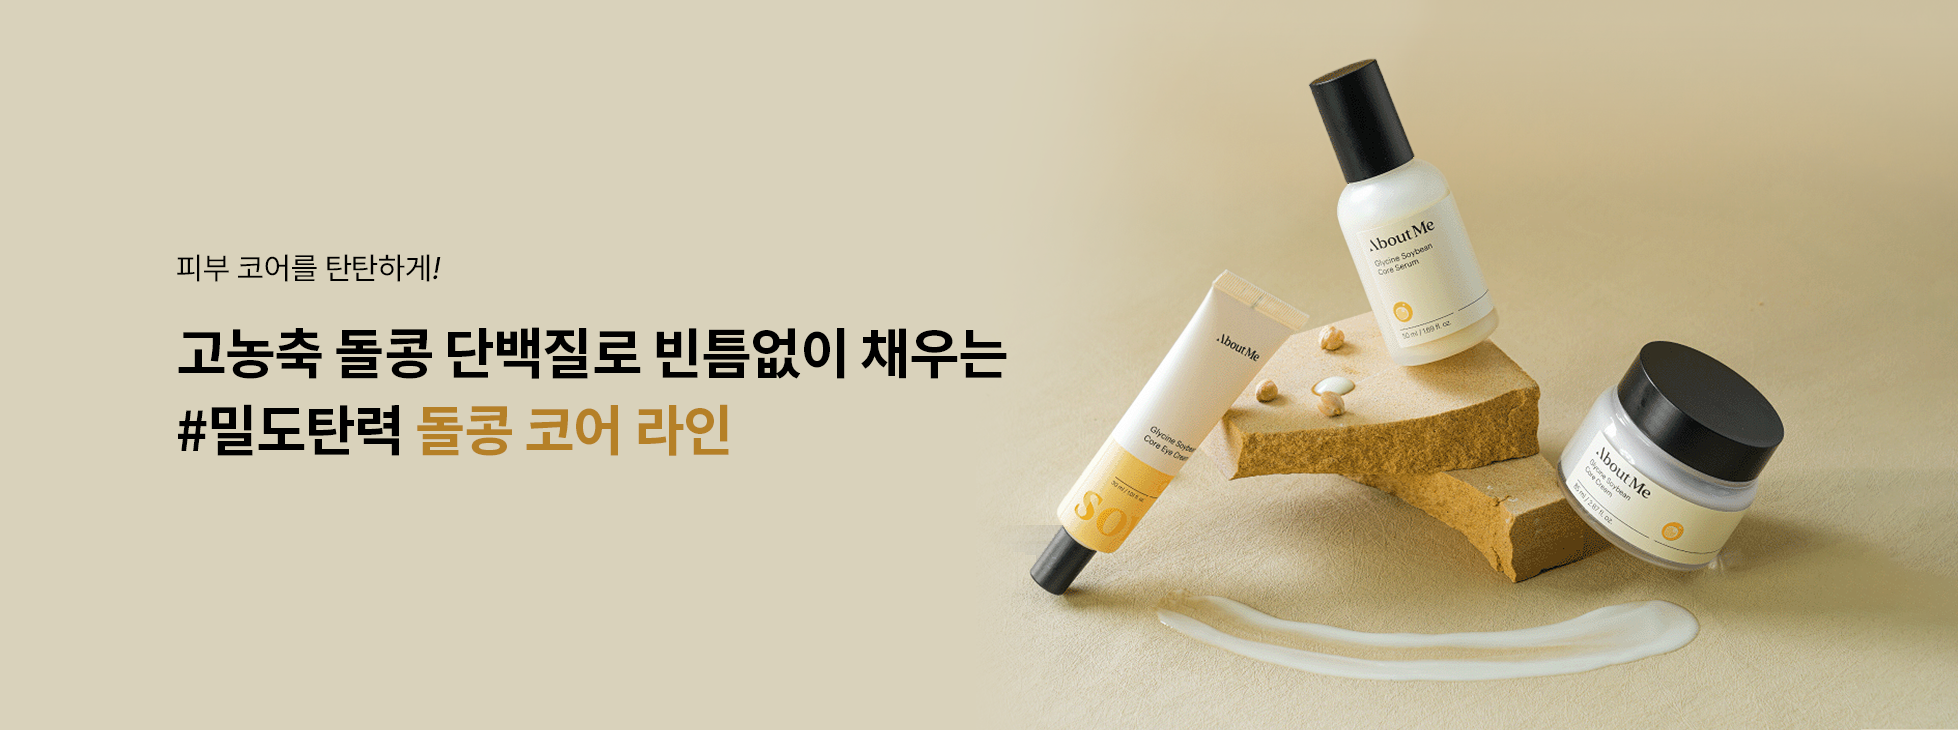 피부 코어를 탄탄하게!
고농축 돌콩 단백질로 빈틈없이 채우는
#밀도탄력 돌콩 코어 라인
About Me
Glycine Soybean
Core Serum
50 ml / 1.69 fl. oz.
About Me
Glycine Soybean
Core Eye Cream
30 ml / 1.01 fl. oz.
SO
About Me
Glycine Soybean
Core Cream
85 ml / 2.87 fl. oz.